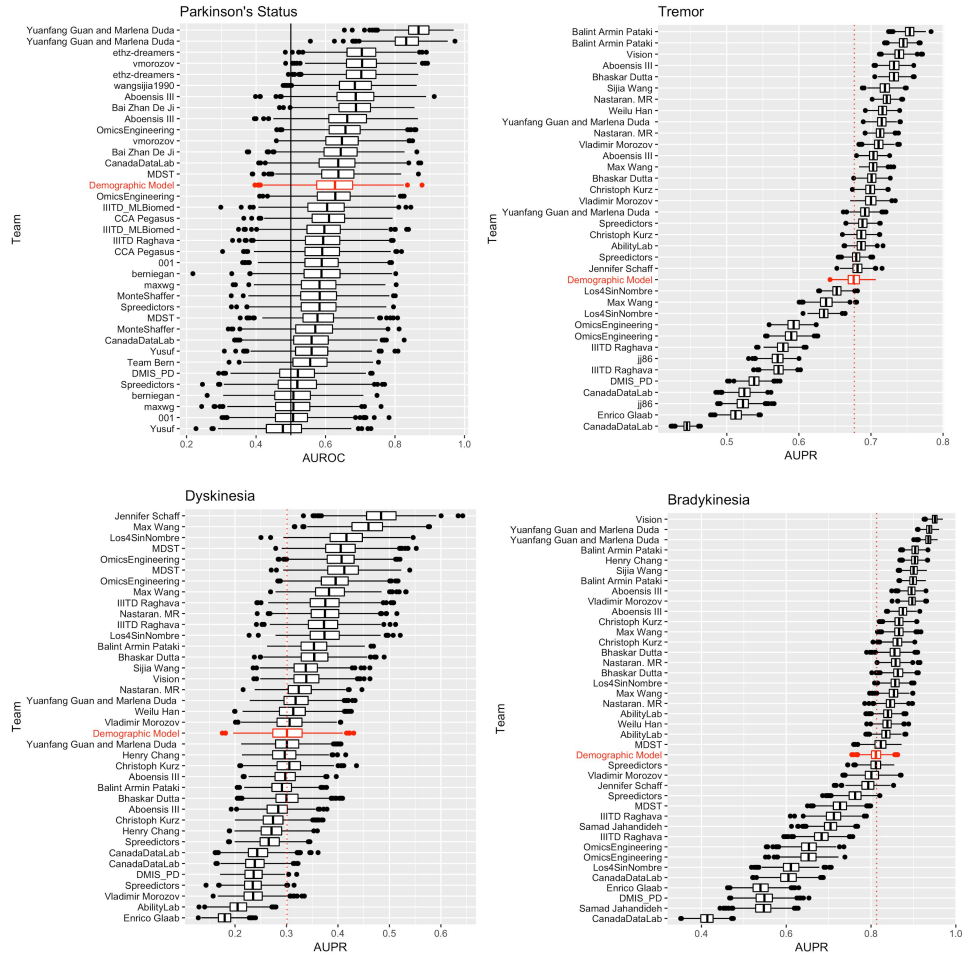 Parkinson's Status
Yuanfang Guan and Marlena Duda
Yuanfang Guan and Marlena Duda
ethz-dreamers
vmorozov
ethz-dreamers
wangsijia1990
Aboensis III
Bai Zhan De Ji
Aboensis III
OmicsEngineering
vmorozov
Bai Zhan De Ji
CanadaDataLab
MDST
Demographic Model
OmicsEngineering
IIITD_MLBiomed
CCA Pegasus
IIITD_MLBiomed
IIITD Raghava
CCA Pegasus
001
berniegan
maxwg
MonteShaffer
Spreedictors
MDST
MonteShaffer
CanadaDataLab
Yusuf
Team Bern
DMIS_PD
Spreedictors
berniegan
maxwg
001
Yusuf
Team
0.2 0.4 0.6 0.8 1.0
AUROC
Tremor
Balint Armin Pataki
Balint Armin Pataki
Vision
Aboensis III
Bhaskar Dutta
Sijia Wang
Nastaran. MR
Weilu Han
Yuanfang Guan and Marlena Duda
Nastaran. MR
Vladimir Morozov
Aboensis III
Max Wang
Bhaskar Dutta
Christoph Kurz
Vladimir Morozov
Yuanfang Guan and Marlena Duda
Spreedictors
Christoph Kurz
AbilityLab
Spreedictors
Jennifer Schaff
Demographic Model
Los4SinNombre
Max Wang
Los4SinNombre
OmicsEngineering
OmicsEngineering
IIITD Raghava
jj86
IIITD Raghava
DMIS_PD
CanadaDataLab
jj86
Enrico Glaab
CanadaDataLab
Team
0.5 0.6 0.7 0.8
AUPR
Dyskinesia
Jennifer Schaff
Max Wang
Los4SinNombre
MDST
OmicsEngineering
MDST
OmicsEngineering
Max Wang
IIITD Raghava
Nastaran. MR
IIITD Raghava
Los4SinNombre
Balint Armin Pataki
Bhaskar Dutta
Sijia Wang
Vision
Nastaran. MR
Yuanfang Guan and Marlena Duda
Weilu Han
Vladimir Morozov
Demographic Model
Yuanfang Guan and Marlena Duda
Henry Chang
Christoph Kurz
Aboensis III
Balint Armin Pataki
Bhaskar Dutta
Aboensis III
Christoph Kurz
Henry Chang
Spreedictors
CanadaDataLab
CanadaDataLab
DMIS_PD
Spreedictors
Vladimir Morozov
AbilityLab
Enrico Glaab
Team
0.2 0.3 0.4 0.5 0.6
AUPR
Bradykinesia
Vision
Yuanfang Guan and Marlena Duda
Yuanfang Guan and Marlena Duda
Balint Armin Pataki
Henry Chang
Sijia Wang
Balint Armin Pataki
Aboensis III
Vladimir Morozov
Aboensis III
Christoph Kurz
Max Wang
Christoph Kurz
Bhaskar Dutta
Nastaran. MR
Bhaskar Dutta
Los4SinNombre
Max Wang
Nastaran. MR
AbilityLab
Weilu Han
AbilityLab
MDST
Demographic Model
Spreedictors
Vladimir Morozov
Jennifer Schaff
Spreedictors
MDST
IIITD Raghava
Samad Jahandideh
IIITD Raghava
OmicsEngineering
OmicsEngineering
Los4SinNombre
CanadaDataLab
Enrico Glaab
DMIS_PD
Samad Jahandideh
CanadaDataLab
Team
0.4 0.6 0.8 1.0
AUPR